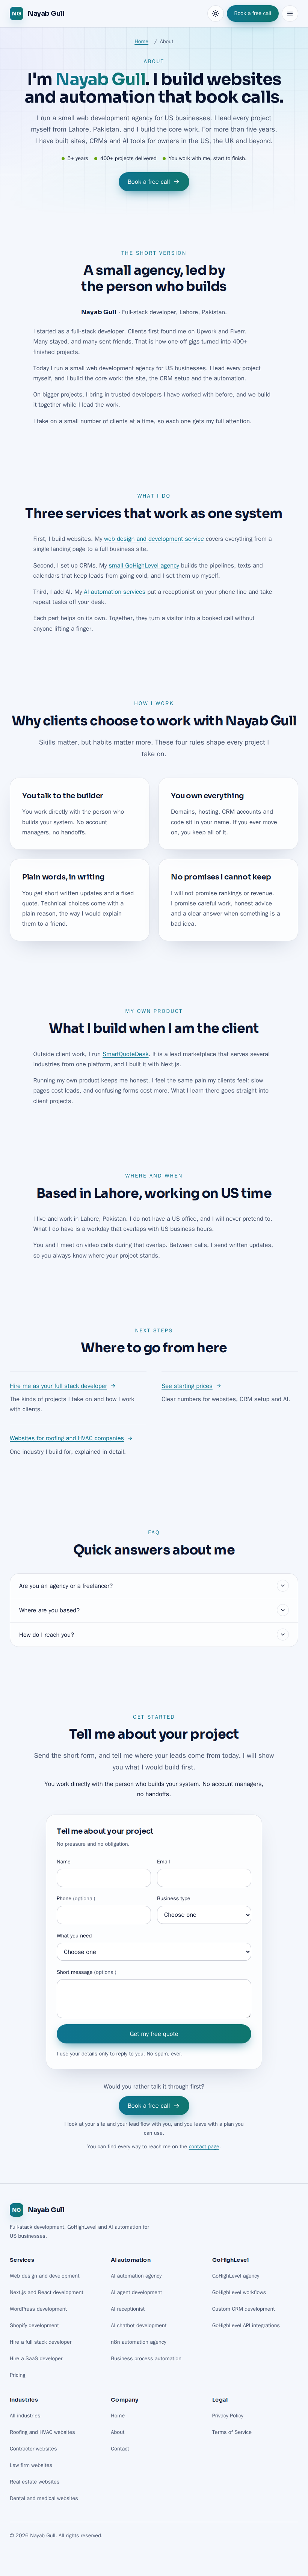 NG Nayab Gull
Book a free call
Home / About
ABOUT
I'm Nayab Gull. I build websites
and automation that book calls.
I run a small web development agency for US businesses. I lead every project
myself from Lahore, Pakistan, and I build the core work. For more than five years,
I have built sites, CRMs and AI tools for owners in the US, the UK and beyond.
5+ years
400+ projects delivered
You work with me, start to finish.
Book a free call →
THE SHORT VERSION
A small agency, led by
the person who builds
Nayab Gull · Full-stack developer, Lahore, Pakistan.
I started as a full-stack developer. Clients first found me on Upwork and Fiverr.
Many stayed, and many sent friends. That is how one-off gigs turned into 400+
finished projects.
Today I run a small web development agency for US businesses. I lead every project
myself, and I build the core work: the site, the CRM setup and the automation.
On bigger projects, I bring in trusted developers I have worked with before, and we build
it together while I lead the work.
I take on a small number of clients at a time, so each one gets my full attention.
WHAT I DO
Three services that work as one system
First, I build websites. My web design and development service covers everything from a
single landing page to a full business site.
Second, I set up CRMs. My small GoHighLevel agency builds the pipelines, texts and
calendars that keep leads from going cold, and I set them up myself.
Third, I add AI. My AI automation services put a receptionist on your phone line and take
repeat tasks off your desk.
Each part helps on its own. Together, they turn a visitor into a booked call without
anyone lifting a finger.
HOW I WORK
Why clients choose to work with Nayab Gull
Skills matter, but habits matter more. These four rules shape every project I
take on.
You talk to the builder
You work directly with the person who
builds your system. No account
managers, no handoffs.
You own everything
Domains, hosting, CRM accounts and
code sit in your name. If you ever move
on, you keep all of it.
Plain words, in writing
You get short written updates and a fixed
quote. Technical choices come with a
plain reason, the way I would explain
them to a friend.
No promises I cannot keep
I will not promise rankings or revenue.
I promise careful work, honest advice
and a clear answer when something is a
bad idea.
MY OWN PRODUCT
What I build when I am the client
Outside client work, I run SmartQuoteDesk. It is a lead marketplace that serves several
industries from one platform, and I built it with Next.js.
Running my own product keeps me honest. I feel the same pain my clients feel: slow
pages cost leads, and confusing forms cost more. What I learn there goes straight into
client projects.
WHERE AND WHEN
Based in Lahore, working on US time
I live and work in Lahore, Pakistan. I do not have a US office, and I will never pretend to.
What I do have is a workday that overlaps with US business hours.
You and I meet on video calls during that overlap. Between calls, I send written updates,
so you always know where your project stands.
NEXT STEPS
Where to go from here
Hire me as your full stack developer →
The kinds of projects I take on and how I work
with clients.
See starting prices →
Clear numbers for websites, CRM setup and AI.
Websites for roofing and HVAC companies →
One industry I build for, explained in detail.
FAQ
Quick answers about me
Are you an agency or a freelancer?
Where are you based?
How do I reach you?
GET STARTED
Tell me about your project
Send the short form, and tell me where your leads come from today. I will show
you what I would build first.
You work directly with the person who builds your system. No account managers,
no handoffs.
Tell me about your project
No pressure and no obligation.
Name
Email
Phone (optional)
Business type
Choose one
What you need
Choose one
Short message (optional)
Get my free quote
I use your details only to reply to you. No spam, ever.
Would you rather talk it through first?
Book a free call →
I look at your site and your lead flow with you, and you leave with a plan you
can use.
You can find every way to reach me on the contact page.
NG Nayab Gull
Full-stack development, GoHighLevel and AI automation for
US businesses.
Services
Web design and development
Next.js and React development
WordPress development
Shopify development
Hire a full stack developer
Hire a SaaS developer
Pricing
AI automation
AI automation agency
AI agent development
AI receptionist
AI chatbot development
n8n automation agency
Business process automation
GoHighLevel
GoHighLevel agency
GoHighLevel workflows
Custom CRM development
GoHighLevel API integrations
Industries
All industries
Roofing and HVAC websites
Contractor websites
Law firm websites
Real estate websites
Dental and medical websites
Company
Home
About
Contact
Legal
Privacy Policy
Terms of Service
© 2026 Nayab Gull. All rights reserved.